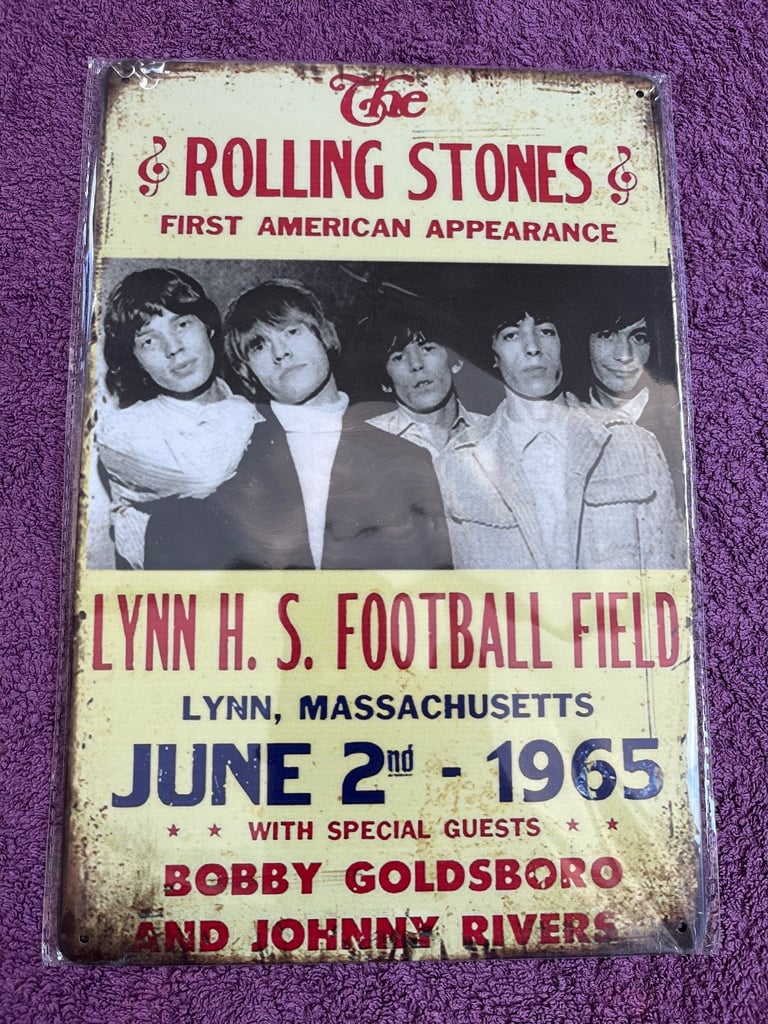 The
ROLLING STONES
FIRST AMERICAN APPEARANCE
LYNN H. S. FOOTBALL FIELD
LYNN, MASSACHUSETTS
JUNE 2nd - 1965
WITH SPECIAL GUESTS
BOBBY GOLDSBORO
AND JOHNNY RIVERS